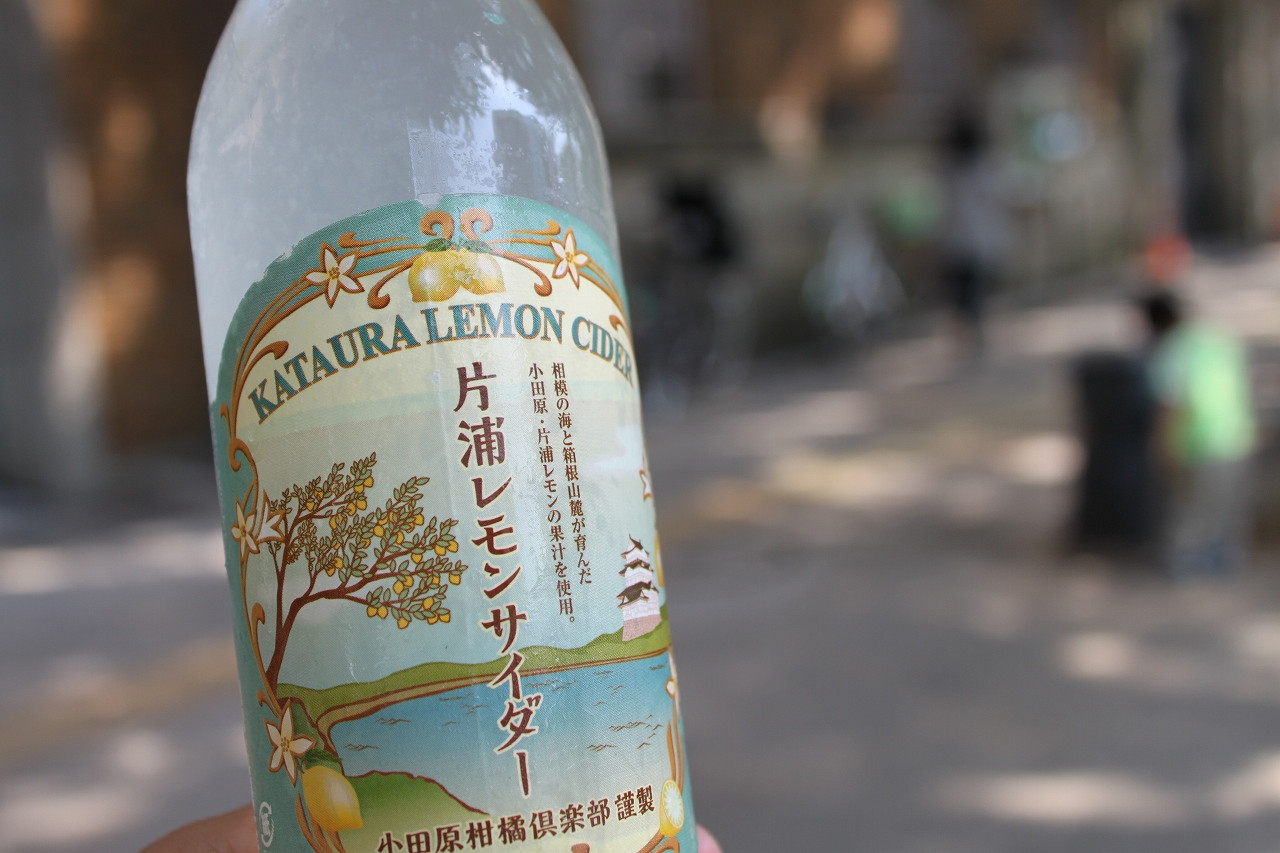 KATAURA LEMON CIDER
片浦レモンサイダー
相模の海と箱根山麓が育んだ
小田原・片浦レモンの果汁を使用。
小田原柑橘倶楽部 謹製